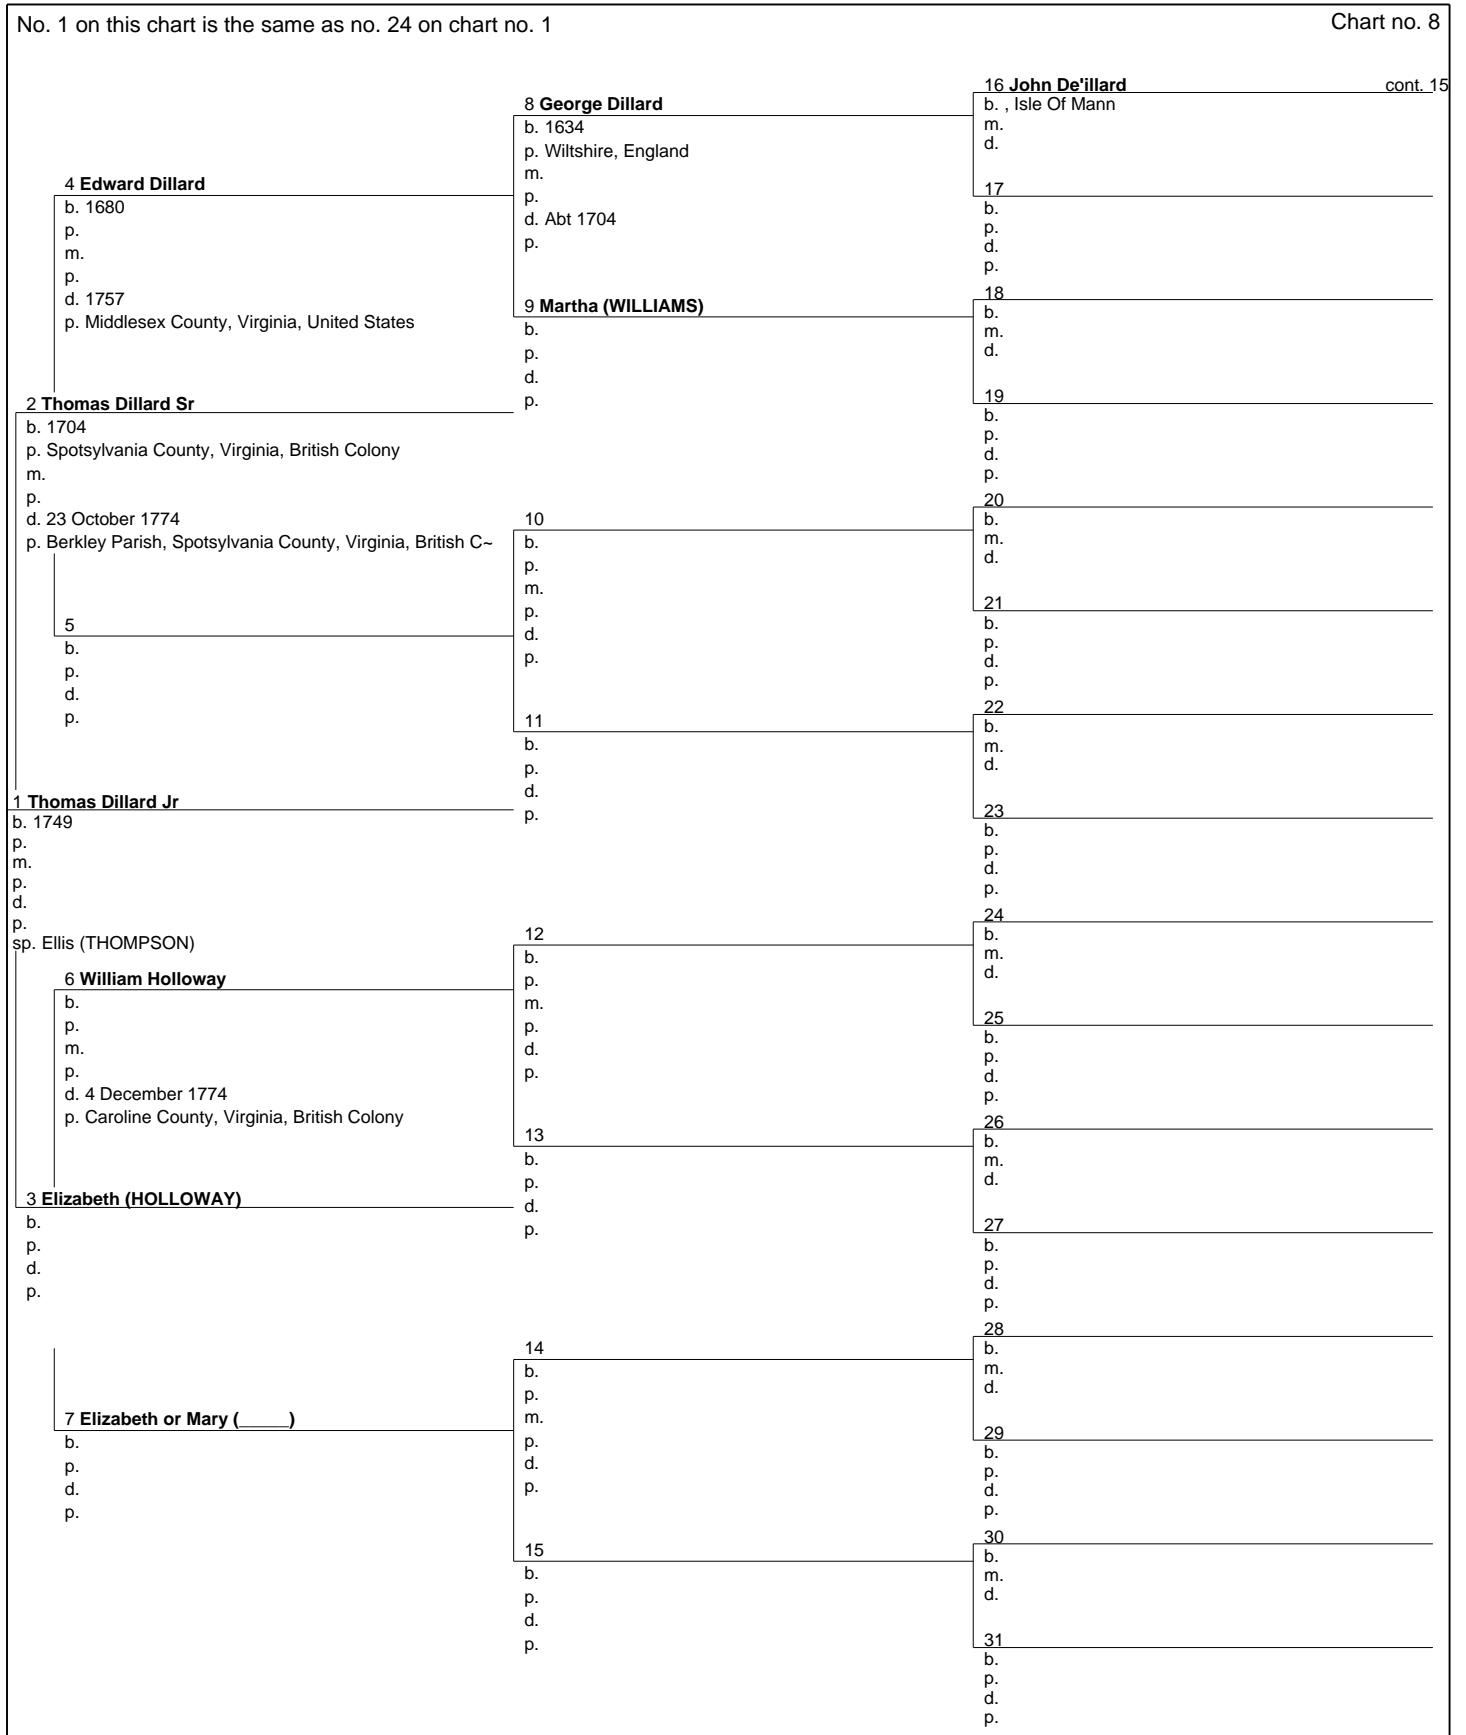 No. 1 on this chart is the same as no. 24 on chart no. 1
Chart no. 8
16 John De'illard cont. 15
b. , Isle Of Mann
m.
d.
8 George Dillard
b. 1634
p. Wiltshire, England
m.
p.
d. Abt 1704
p.
17
b.
p.
d.
p.
4 Edward Dillard
b. 1680
p.
m.
p.
d. 1757
p. Middlesex County, Virginia, United States
18
b.
m.
d.
9 Martha (WILLIAMS)
b.
p.
d.
p.
19
b.
p.
d.
p.
2 Thomas Dillard Sr
b. 1704
p. Spotsylvania County, Virginia, British Colony
m.
p.
d. 23 October 1774
p. Berkley Parish, Spotsylvania County, Virginia, British C~
20
b.
m.
d.
10
b.
p.
m.
p.
d.
p.
21
b.
p.
d.
p.
5
b.
p.
d.
p.
22
b.
m.
d.
11
b.
p.
d.
p.
23
b.
p.
d.
p.
1 Thomas Dillard Jr
b. 1749
p.
m.
p.
d.
p.
sp. Ellis (THOMPSON)
24
b.
m.
d.
12
b.
p.
m.
p.
d.
p.
25
b.
p.
d.
p.
6 William Holloway
b.
p.
m.
p.
d. 4 December 1774
p. Caroline County, Virginia, British Colony
26
b.
m.
d.
13
b.
p.
d.
p.
27
b.
p.
d.
p.
3 Elizabeth (HOLLOWAY)
b.
p.
d.
p.
28
b.
m.
d.
14
b.
p.
m.
p.
d.
p.
29
b.
p.
d.
p.
7 Elizabeth or Mary (_____)
b.
p.
d.
p.
30
b.
m.
d.
15
b.
p.
d.
p.
31
b.
p.
d.
p.